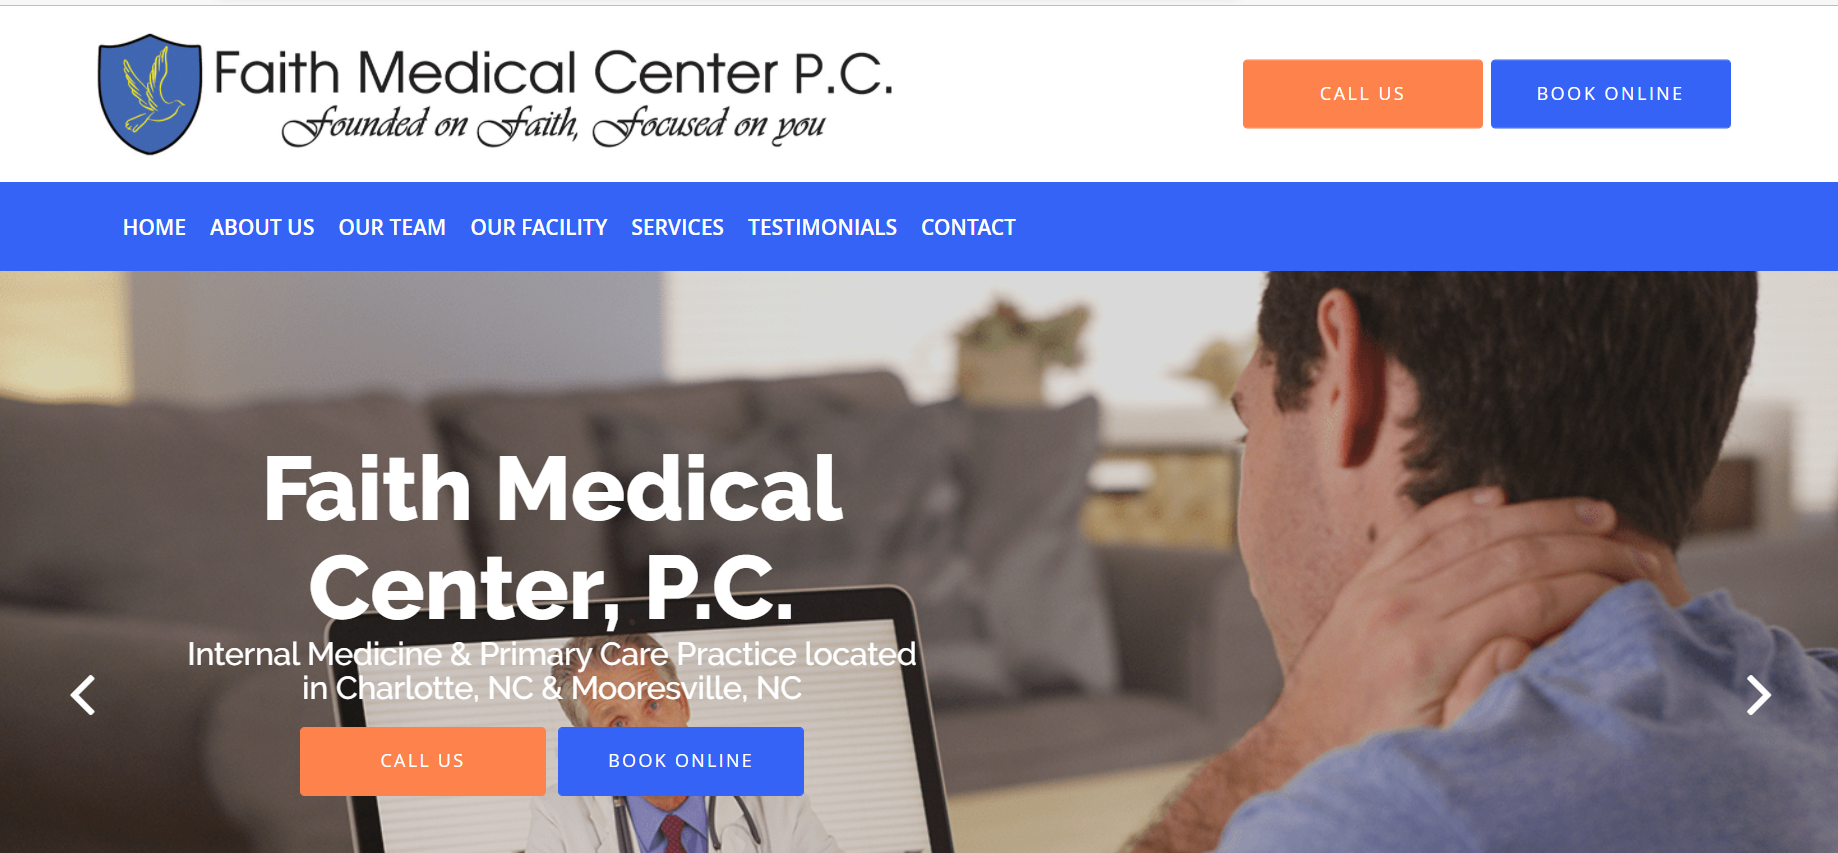 Faith Medical Center P.C.
Founded on Faith, Focused on you
CALL US
BOOK ONLINE
HOME
ABOUT US
OUR TEAM
OUR FACILITY
SERVICES
TESTIMONIALS
CONTACT
Faith Medical
Center, P.C.
Internal Medicine & Primary Care Practice located
in Charlotte, NC & Mooresville, NC
CALL US
BOOK ONLINE